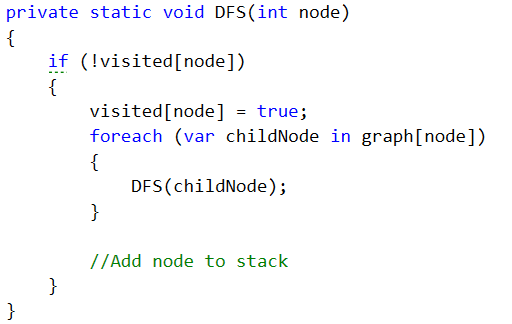 private static void DFS(int node)
{
if (!visited[node])
{
visited[node] = true;
foreach (var childNode in graph[node])
{
DFS(childNode);
}
//Add node to stack
}
}